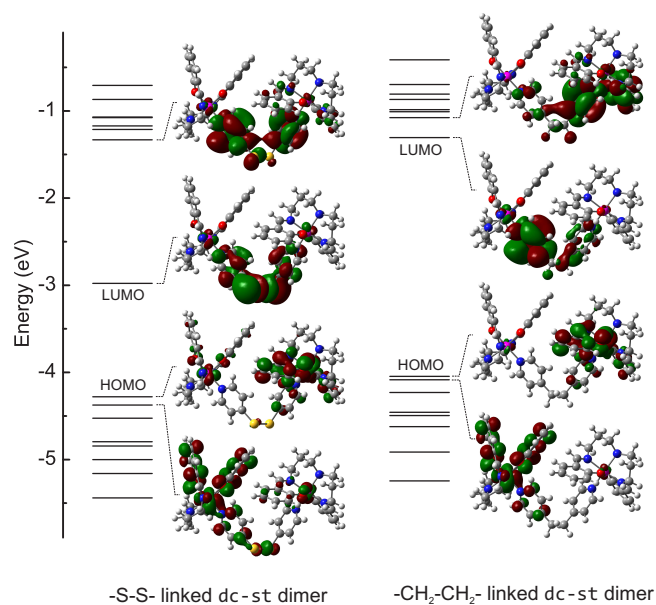 -1
-2
-3
-4
-5
Energy (eV)
LUMO
HOMO
LUMO
HOMO
-S-S- linked dc-st dimer
-CH₂-CH₂- linked dc-st dimer